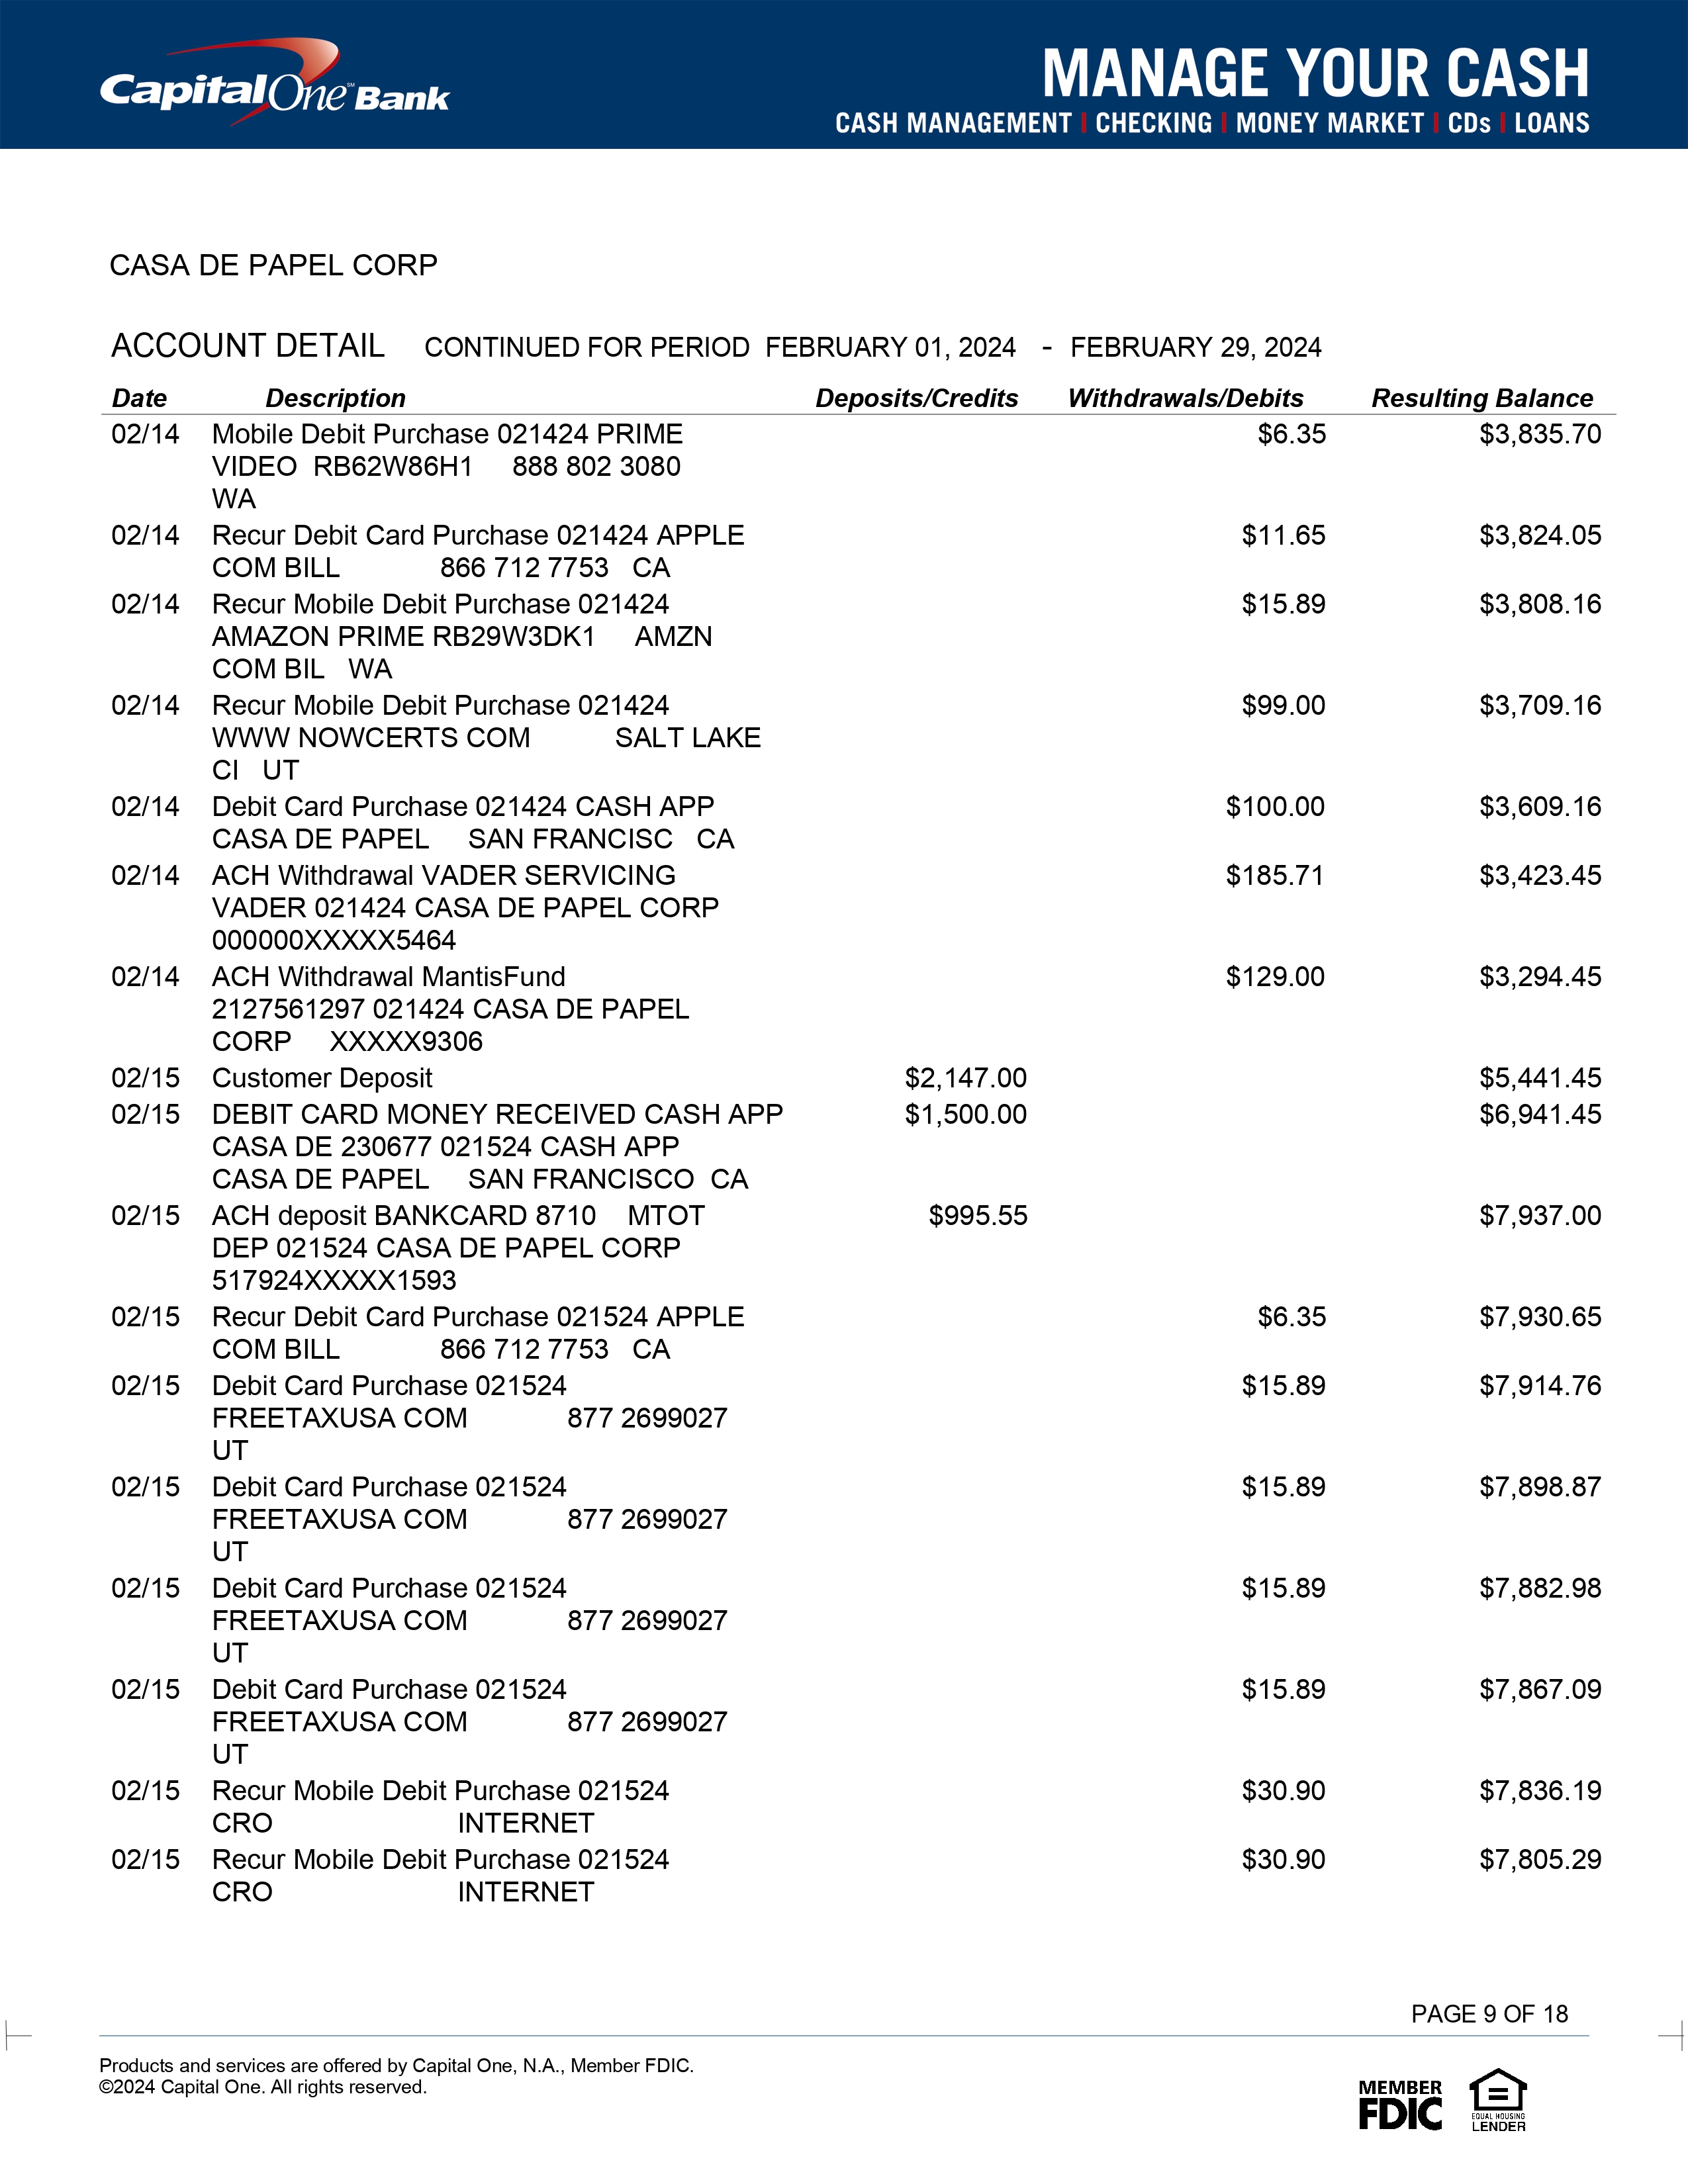 CapitalOne℠ Bank
MANAGE YOUR CASH
CASH MANAGEMENT | CHECKING | MONEY MARKET | CDs | LOANS
CASA DE PAPEL CORP
ACCOUNT DETAIL CONTINUED FOR PERIOD FEBRUARY 01, 2024 - FEBRUARY 29, 2024
Date Description Deposits/Credits Withdrawals/Debits Resulting Balance
02/14 Mobile Debit Purchase 021424 PRIME $6.35 $3,835.70
VIDEO RB62W86H1 888 802 3080
WA
02/14 Recur Debit Card Purchase 021424 APPLE $11.65 $3,824.05
COM BILL 866 712 7753 CA
02/14 Recur Mobile Debit Purchase 021424 $15.89 $3,808.16
AMAZON PRIME RB29W3DK1 AMZN
COM BIL WA
02/14 Recur Mobile Debit Purchase 021424 $99.00 $3,709.16
WWW NOWCERTS COM SALT LAKE
CI UT
02/14 Debit Card Purchase 021424 CASH APP $100.00 $3,609.16
CASA DE PAPEL SAN FRANCISC CA
02/14 ACH Withdrawal VADER SERVICING $185.71 $3,423.45
VADER 021424 CASA DE PAPEL CORP
000000XXXXX5464
02/14 ACH Withdrawal MantisFund $129.00 $3,294.45
2127561297 021424 CASA DE PAPEL
CORP XXXXX9306
02/15 Customer Deposit $2,147.00 $5,441.45
02/15 DEBIT CARD MONEY RECEIVED CASH APP $1,500.00 $6,941.45
CASA DE 230677 021524 CASH APP
CASA DE PAPEL SAN FRANCISCO CA
02/15 ACH deposit BANKCARD 8710 MTOT $995.55 $7,937.00
DEP 021524 CASA DE PAPEL CORP
517924XXXXX1593
02/15 Recur Debit Card Purchase 021524 APPLE $6.35 $7,930.65
COM BILL 866 712 7753 CA
02/15 Debit Card Purchase 021524 $15.89 $7,914.76
FREETAXUSA COM 877 2699027
UT
02/15 Debit Card Purchase 021524 $15.89 $7,898.87
FREETAXUSA COM 877 2699027
UT
02/15 Debit Card Purchase 021524 $15.89 $7,882.98
FREETAXUSA COM 877 2699027
UT
02/15 Debit Card Purchase 021524 $15.89 $7,867.09
FREETAXUSA COM 877 2699027
UT
02/15 Recur Mobile Debit Purchase 021524 $30.90 $7,836.19
CRO INTERNET
02/15 Recur Mobile Debit Purchase 021524 $30.90 $7,805.29
CRO INTERNET
PAGE 9 OF 18
Products and services are offered by Capital One, N.A., Member FDIC.
©2024 Capital One. All rights reserved.
MEMBER
FDIC
EQUAL HOUSING
LENDER